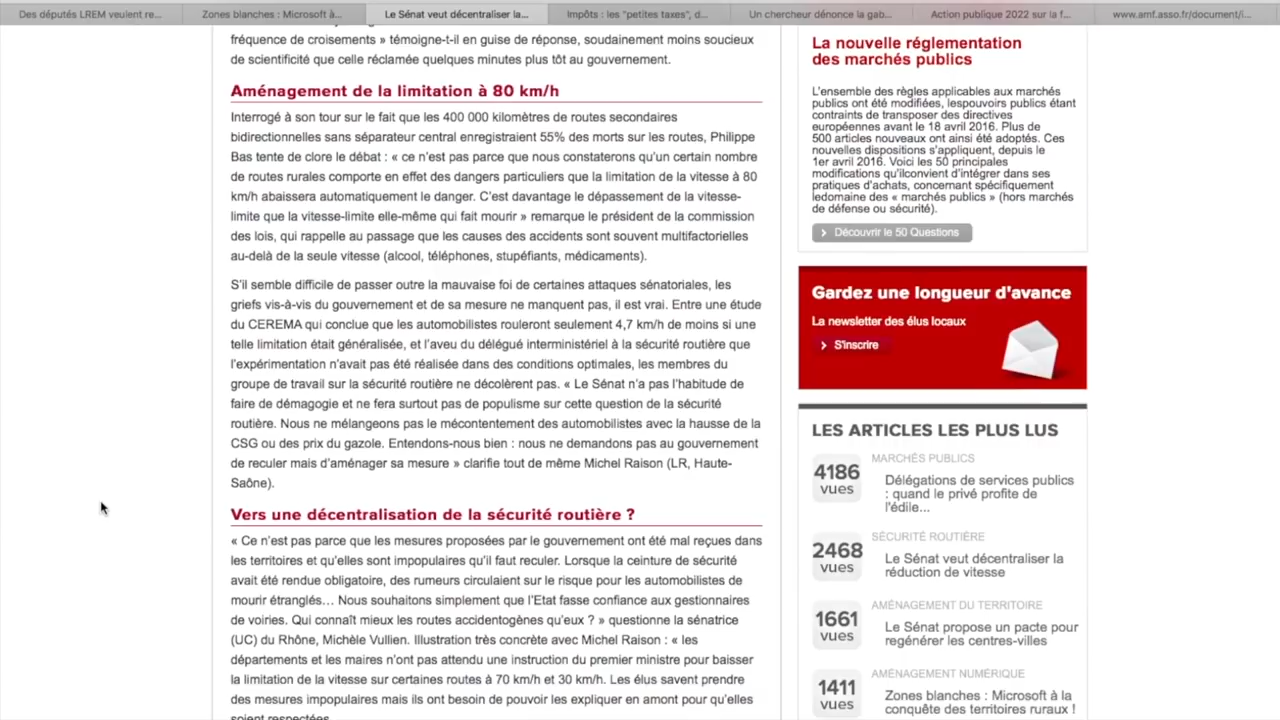 Des députés LREM veulent re...
Zones blanches : Microsoft à...
Le Sénat veut décentraliser la...
Impôts : les "petites taxes", d...
Un chercheur dénonce la gab...
Action publique 2022 sur la f...
www.amf.asso.fr/document/i...
fréquence de croisements » témoigne-t-il en guise de réponse, soudainement moins soucieux
de scientificité que celle réclamée quelques minutes plus tôt au gouvernement.
Aménagement de la limitation à 80 km/h
Interrogé à son tour sur le fait que les 400 000 kilomètres de routes secondaires
bidirectionnelles sans séparateur central enregistraient 55% des morts sur les routes, Philippe
Bas tente de clore le débat : « ce n'est pas parce que nous constaterons qu'un certain nombre
de routes rurales comporte en effet des dangers particuliers que la limitation de la vitesse à 80
km/h abaissera automatiquement le danger. C'est davantage le dépassement de la vitesse-
limite que la vitesse-limite elle-même qui fait mourir » remarque le président de la commission
des lois, qui rappelle au passage que les causes des accidents sont souvent multifactorielles
au-delà de la seule vitesse (alcool, téléphones, stupéfiants, médicaments).
S'il semble difficile de passer outre la mauvaise foi de certaines attaques sénatoriales, les
griefs vis-à-vis du gouvernement et de sa mesure ne manquent pas, il est vrai. Entre une étude
du CEREMA qui conclue que les automobilistes rouleront seulement 4,7 km/h de moins si une
telle limitation était généralisée, et l'aveu du délégué interministériel à la sécurité routière que
l'expérimentation n'avait pas été réalisée dans des conditions optimales, les membres du
groupe de travail sur la sécurité routière ne décolèrent pas. « Le Sénat n'a pas l'habitude de
faire de démagogie et ne fera surtout pas de populisme sur cette question de la sécurité
routière. Nous ne mélangeons pas le mécontentement des automobilistes avec la hausse de la
CSG ou des prix du gazole. Entendons-nous bien : nous ne demandons pas au gouvernement
de reculer mais d'aménager sa mesure » clarifie tout de même Michel Raison (LR, Haute-
Saône).
Vers une décentralisation de la sécurité routière ?
« Ce n'est pas parce que les mesures proposées par le gouvernement ont été mal reçues dans
les territoires et qu'elles sont impopulaires qu'il faut reculer. Lorsque la ceinture de sécurité
avait été rendue obligatoire, des rumeurs circulaient sur le risque pour les automobilistes de
mourir étranglés… Nous souhaitons simplement que l'Etat fasse confiance aux gestionnaires
de voiries. Qui connaît mieux les routes accidentogènes qu'eux ? » questionne la sénatrice
(UC) du Rhône, Michèle Vullien. Illustration très concrète avec Michel Raison : « les
départements et les maires n'ont pas attendu une instruction du premier ministre pour baisser
la limitation de la vitesse sur certaines routes à 70 km/h et 30 km/h. Les élus savent prendre
des mesures impopulaires mais ils ont besoin de pouvoir les expliquer en amont pour qu'elles
soient respectées
La nouvelle réglementation
des marchés publics
L'ensemble des règles applicables aux marchés
publics ont été modifiées, lespouvoirs publics étant
contraints de transposer des directives
européennes avant le 18 avril 2016. Plus de
500 articles nouveaux ont ainsi été adoptés. Ces
nouvelles dispositions s'appliquent, depuis le
1er avril 2016. Voici les 50 principales
modifications qu'ilconvient d'intégrer dans ses
pratiques d'achats, concernant spécifiquement
ledomaine des « marchés publics » (hors marchés
de défense ou sécurité).
Découvrir le 50 Questions
Gardez une longueur d'avance
La newsletter des élus locaux
S'inscrire
LES ARTICLES LES PLUS LUS
4186
vues
MARCHÉS PUBLICS
Délégations de services publics
: quand le privé profite de
l'édile...
2468
vues
SÉCURITÉ ROUTIÈRE
Le Sénat veut décentraliser la
réduction de vitesse
1661
vues
AMÉNAGEMENT DU TERRITOIRE
Le Sénat propose un pacte pour
regénérer les centres-villes
1411
vues
AMÉNAGEMENT NUMÉRIQUE
Zones blanches : Microsoft à la
conquête des territoires ruraux !